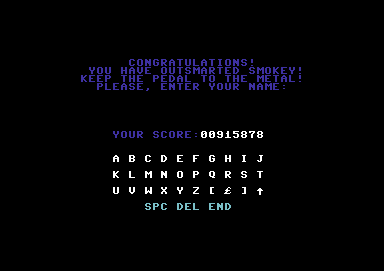 CONGRATULATIONS!
YOU HAVE OUTSMARTED SMOKEY!
KEEP THE PEDAL TO THE METAL!
PLEASE, ENTER YOUR NAME:
YOUR SCORE:00915878
A B C D E F G H I J
K L M N O P Q R S T
U V W X Y Z [ £ ] ↑
SPC DEL END